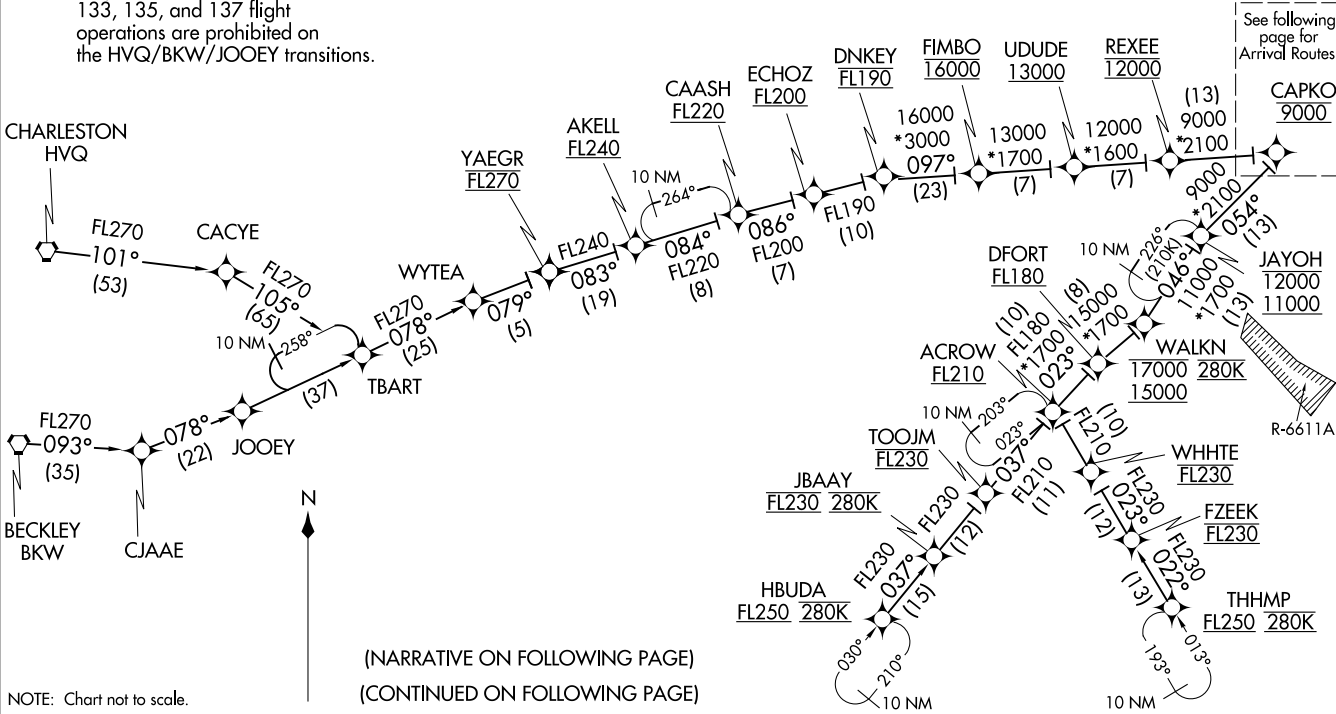 133, 135, and 137 flight
operations are prohibited on
the HVQ/BKW/JOOEY transitions.
See following
page for
Arrival Routes
CAPKO
9000
REXEE
12000
UDUDE
13000
FIMBO
16000
DNKEY
FL190
ECHOZ
FL200
CAASH
FL220
AKELL
FL240
YAEGR
FL270
CHARLESTON
HVQ
FL270
101°
(53)
CACYE
FL270
105°
(65)
10 NM
258°
WYTEA
FL270
078°
(25)
TBART
(37)
079°
(5)
FL240
083°
(19)
10 NM
264°
084°
FL220
(8)
086°
FL200
(7)
FL190
(10)
16000
*3000
097°
(23)
13000
*1700
(7)
12000
*1600
(7)
(13)
9000
*2100
9000
*2100
054°
(13)
FL270
093°
(35)
078°
(22)
JOOEY
BECKLEY
BKW
CJAAE
N
10 NM
226°
(210K)
046°
11000
*1700
(13)
JAYOH
12000
11000
DFORT
FL180
(8)
15000
*1700
WALKN
17000 280K
15000
R-6611A
(10)
FL180
*1700
023°
ACROW
FL210
10 NM
203°
023°
TOOJM
FL230
037°
FL210
(11)
(10)
FL210
WHHTE
FL230
JBAAY
FL230 280K
FL230
(12)
FL230
023°
(12)
FZEEK
FL230
FL230
037°
(15)
HBUDA
FL250 280K
030°
210°
10 NM
FL230
022°
(13)
THHMP
FL250 280K
193°
013°
10 NM
(NARRATIVE ON FOLLOWING PAGE)
(CONTINUED ON FOLLOWING PAGE)
NOTE: Chart not to scale.